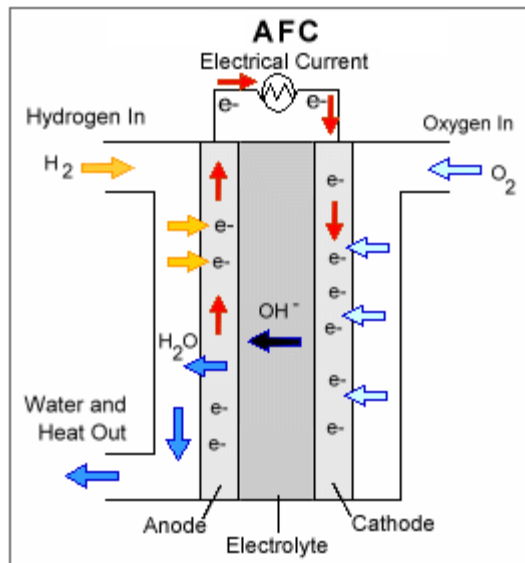 AFC
Electrical Current
e- e-
Hydrogen In
Oxygen In
H2
O2
e-
e-
e-
e-
e-
OH-
e-
H2O
e-
Water and
Heat Out
e-
e-
e-
Anode
Cathode
Electrolyte